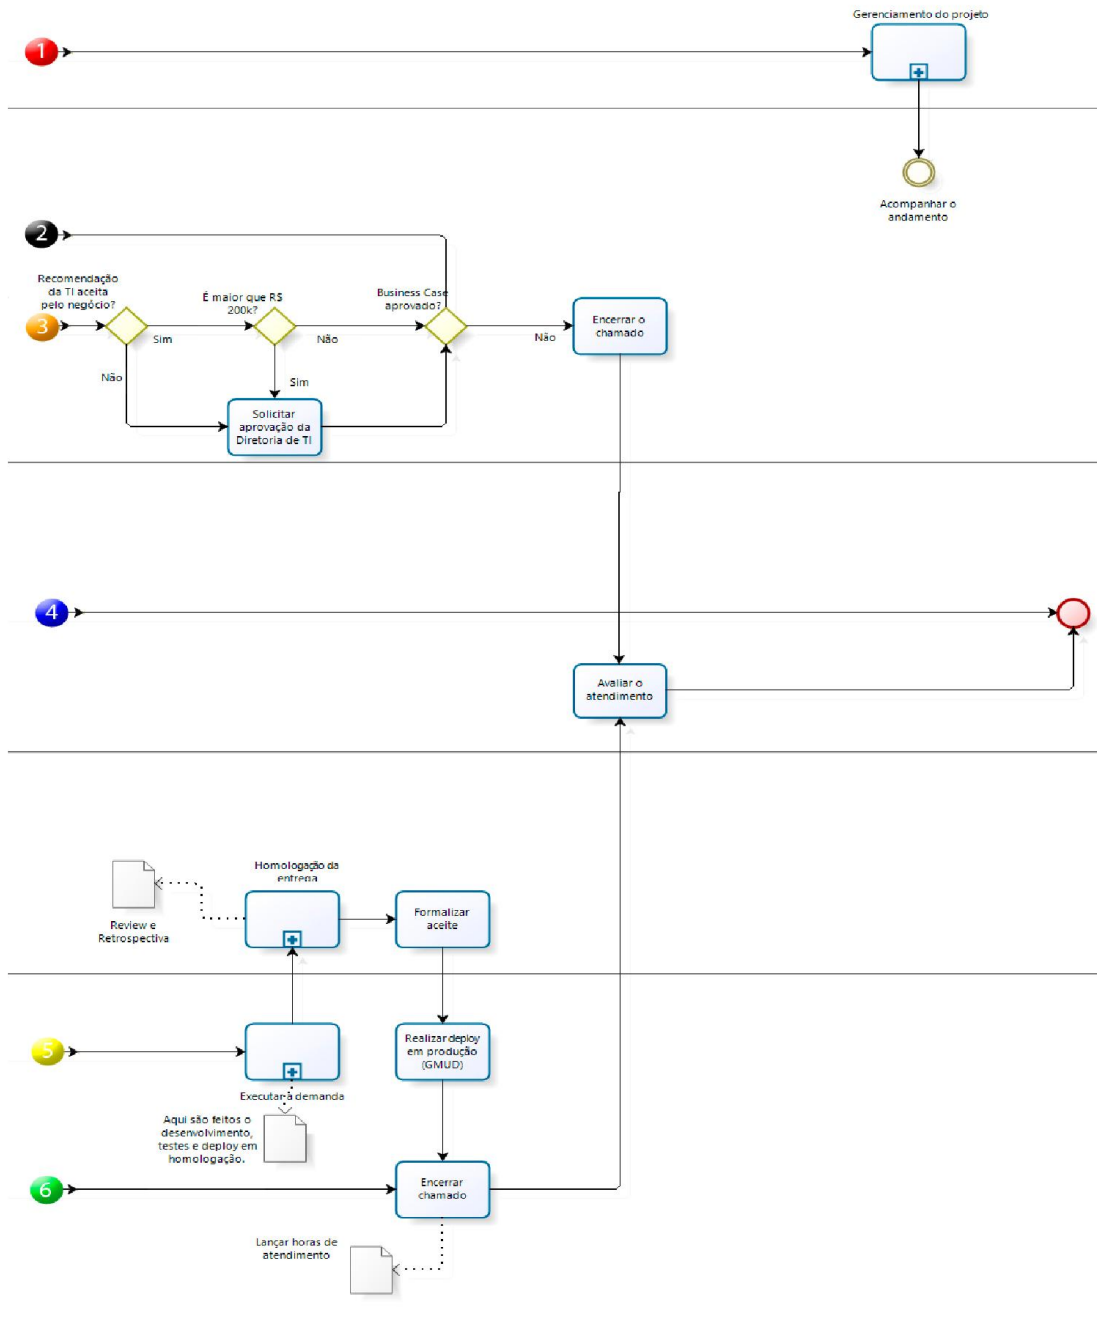 Gerenciamento do projeto
1
Acompanhar o
andamento
2
Recomendação
da TI aceita
pelo negócio?
É maior que R$
200k?
Business Case
aprovado?
3
Sim
Não
Não
Encerrar o
chamado
Não
Sim
Solicitar
aprovação da
Diretoria de TI
4
Avaliar o
atendimento
Homologação da
entrega
Formalizar
aceite
Review e
Retrospectiva
5
Realizar deploy
em produção
(GMUD)
Executar a demanda
Aqui são feitos o
desenvolvimento,
testes e deploy em
homologação.
6
Encerrar
chamado
Lançar horas de
atendimento